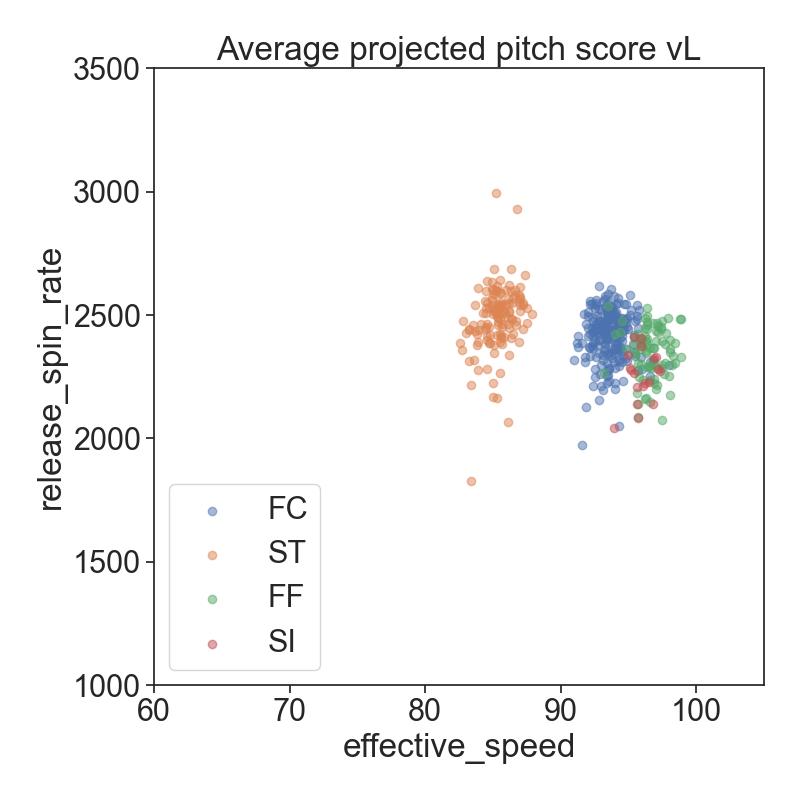 Average projected pitch score vL
3500
3000
2500
2000
1500
1000
release_spin_rate
FC
ST
FF
SI
60 70 80 90 100
effective_speed